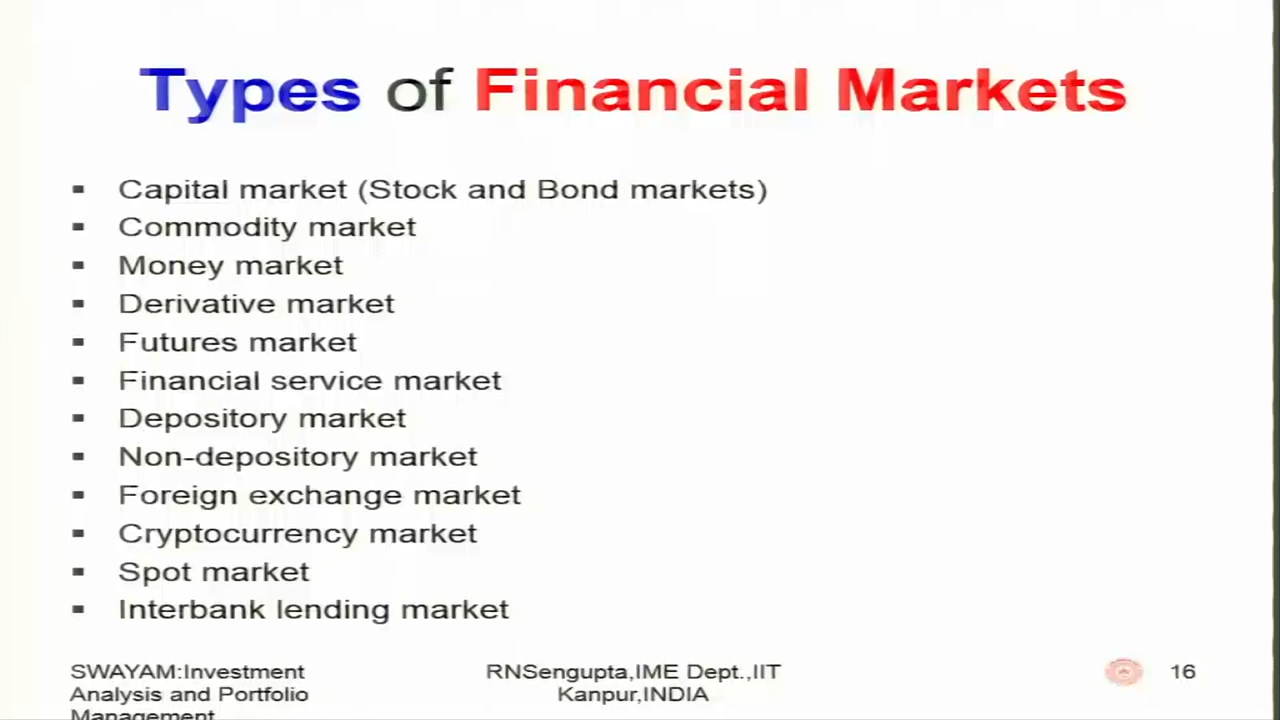 Types of Financial Markets
▪ Capital market (Stock and Bond markets)
▪ Commodity market
▪ Money market
▪ Derivative market
▪ Futures market
▪ Financial service market
▪ Depository market
▪ Non-depository market
▪ Foreign exchange market
▪ Cryptocurrency market
▪ Spot market
▪ Interbank lending market
SWAYAM:Investment
Analysis and Portfolio
Management
RNSengupta,IME Dept.,IIT
Kanpur,INDIA
16